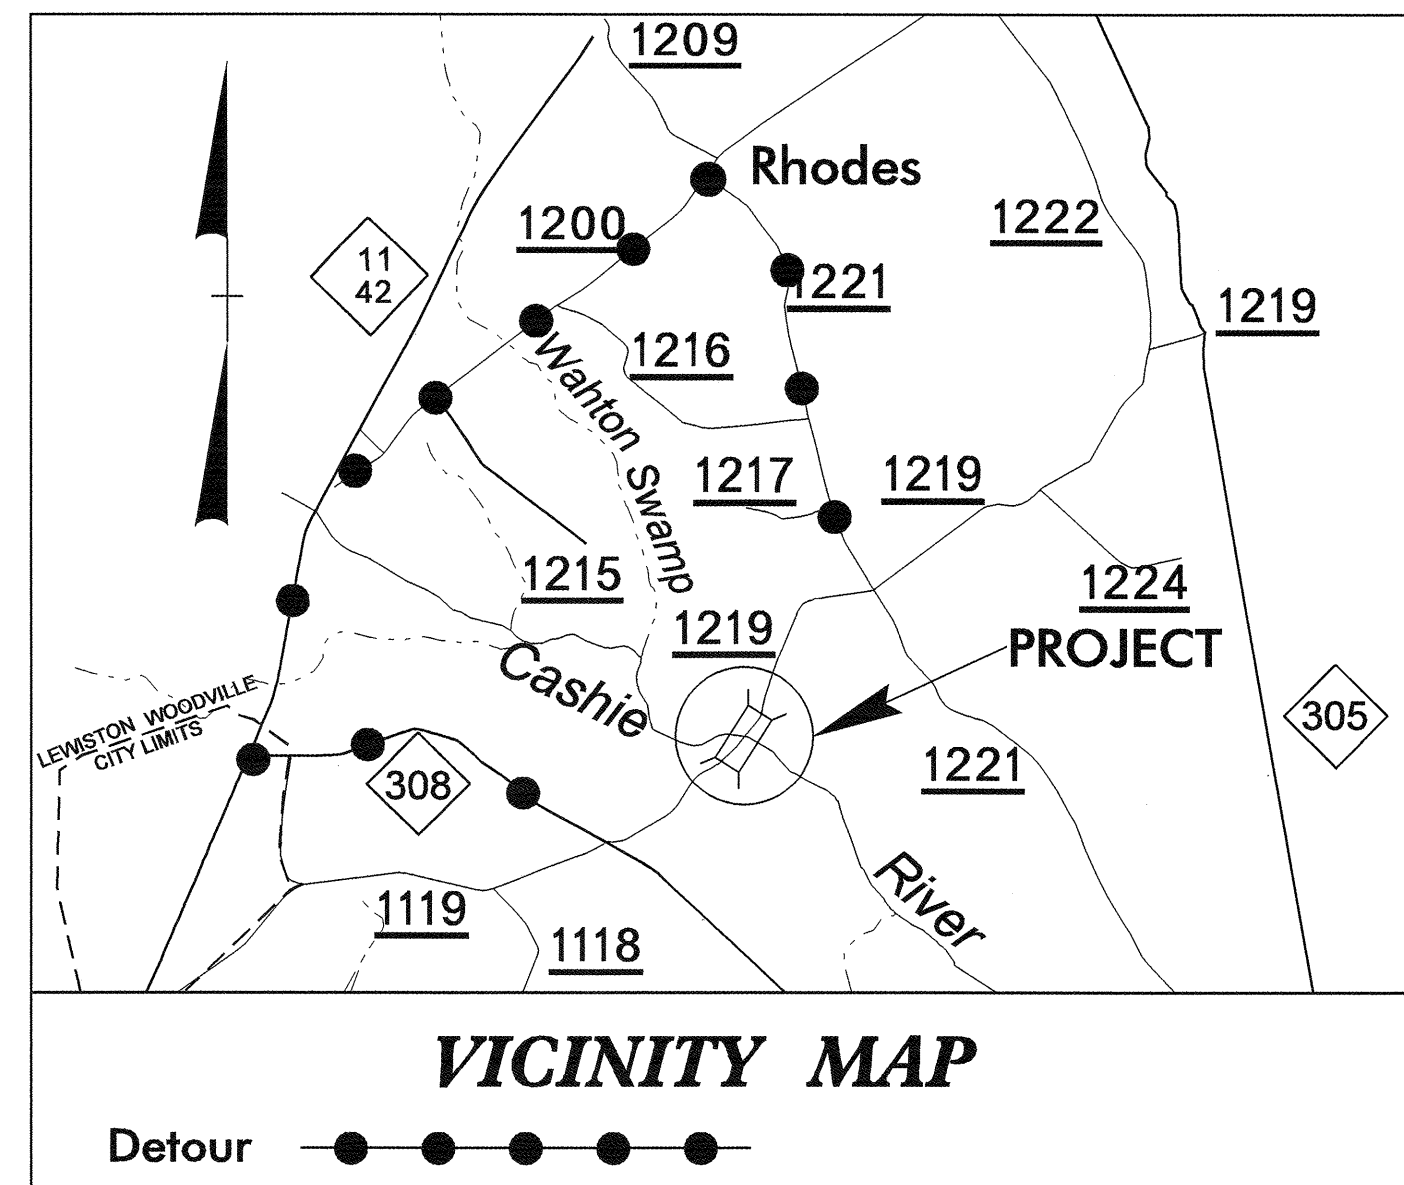 1209
Rhodes
1200
1222
11
42
1221
1219
1216
Wahton Swamp
1217
1219
1215
1224
1219
PROJECT
Cashie
LEWISTON WOODVILLE
CITY LIMITS
305
308
1221
River
1119
1118
VICINITY MAP
Detour